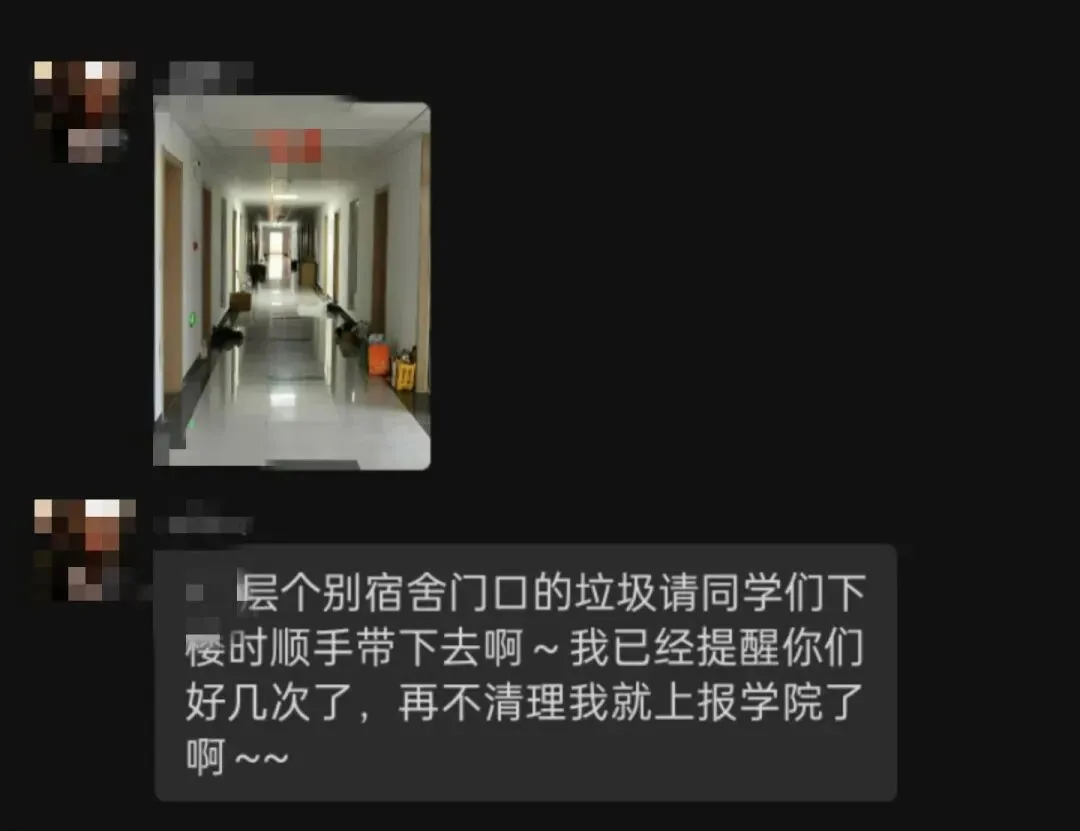 层个别宿舍门口的垃圾请同学们下
楼时顺手带下去啊～我已经提醒你们
好几次了，再不清理我就上报学院了
啊～～